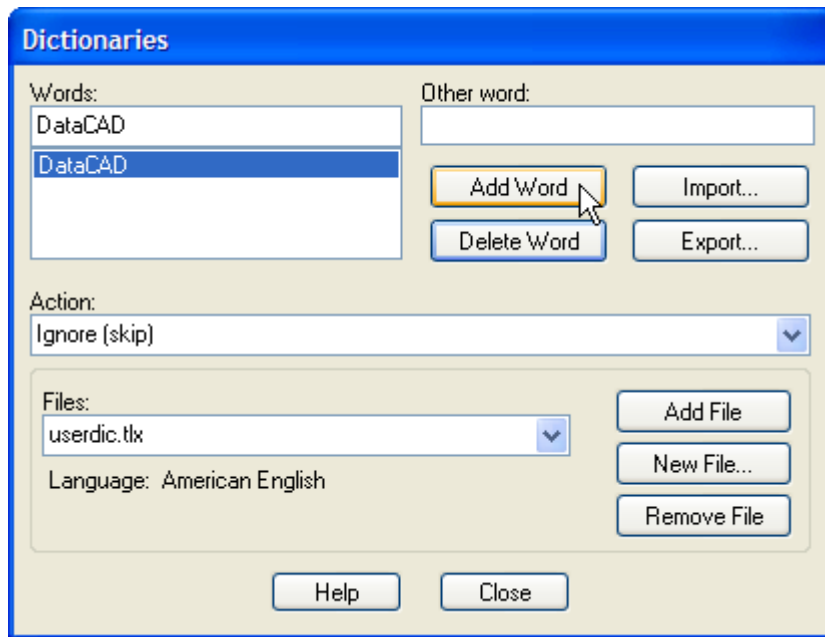 Dictionaries
Words:
Other word:
DataCAD
DataCAD
Add Word
Import...
Delete Word
Export...
Action:
Ignore (skip)
Files:
userdic.tlx
Language: American English
Add File
New File...
Remove File
Help
Close